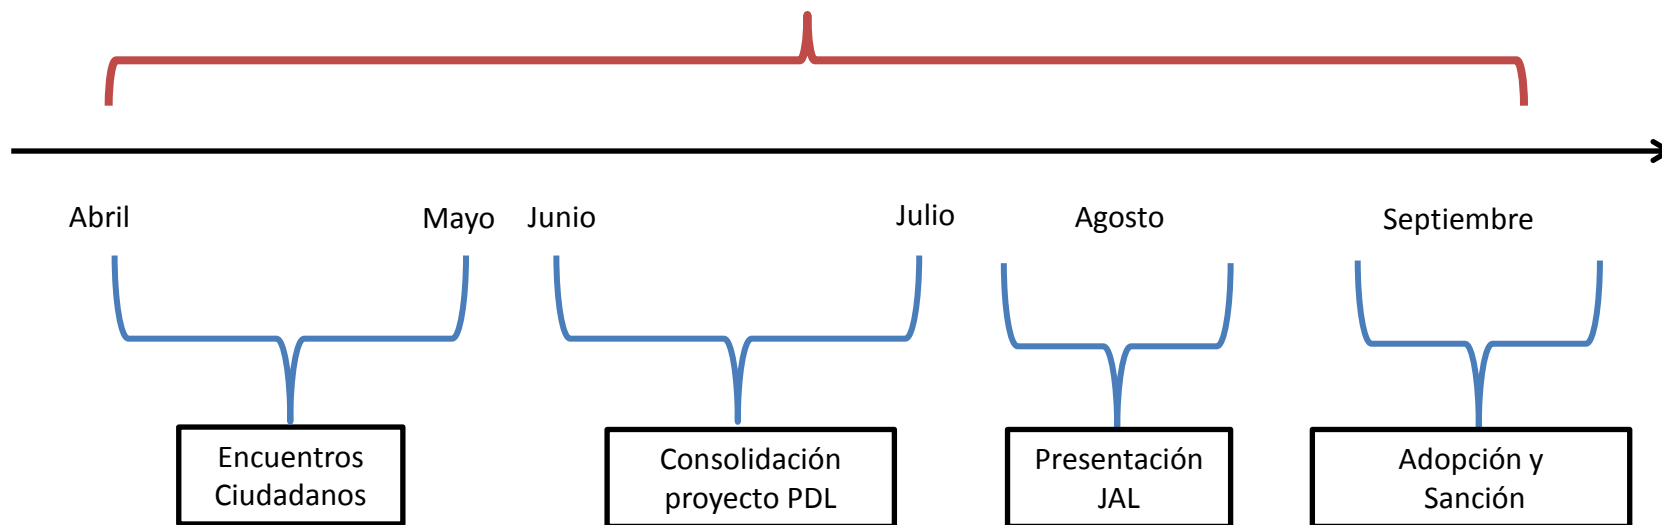 Abril Mayo Junio Julio Agosto Septiembre
Encuentros
Ciudadanos
Consolidación
proyecto PDL
Presentación
JAL
Adopción y
Sanción